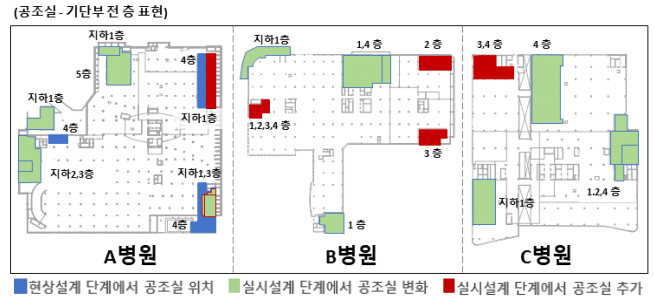 (공조실 - 기단부 전 층 표현)
지하1층
5층
4층
지하1층
지하1층
4층
지하2,3층
지하1,3층
4층
A병원
지하1층
1,4 층
2 층
1,2,3,4 층
3 층
1 층
B병원
3,4 층
4 층
지하1층
1.2,4 층
C병원
현상설계 단계에서 공조실 위치
실시설계 단계에서 공조실 변화
실시설계 단계에서 공조실 추가